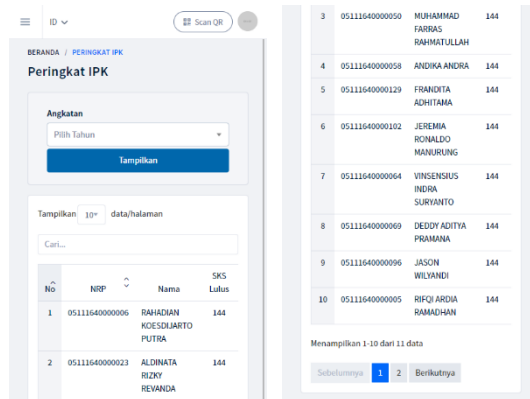 ID
Scan QR
BERANDA / PERINGKAT IPK
Peringkat IPK
Angkatan
Pilih Tahun
Tampilkan
Tampilkan 10 data/halaman
Cari...
No NRP Nama SKS Lulus
1 05111640000006 RAHADIAN KOESDIJARTO PUTRA 144
2 05111640000023 ALDINATA RIZKY REVANDA 144
3 05111640000050 MUHAMMAD FARRAS RAHMATULLAH 144
4 05111640000058 ANDIKA ANDRA 144
5 05111640000129 FRANDITA ADHITAMA 144
6 05111640000102 JEREMIA RONALDO MANURUNG 144
7 05111640000064 VINSENSIUS INDRA SURYANTO 144
8 05111640000069 DEDDY ADITYA PRAMANA 144
9 05111640000096 JASON WILYANDI 144
10 05111640000005 RIFQI ARDIA RAMADHAN 144
Menampilkan 1-10 dari 11 data
Sebelumnya 1 2 Berikutnya